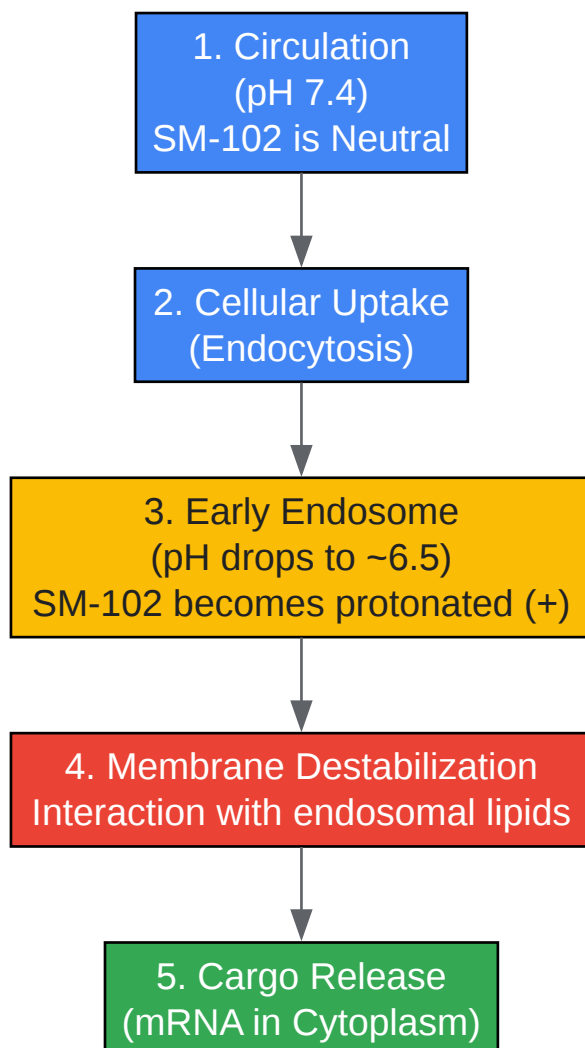 1. Circulation
(pH 7.4)
SM-102 is Neutral
2. Cellular Uptake
(Endocytosis)
3. Early Endosome
(pH drops to ~6.5)
SM-102 becomes protonated (+)
4. Membrane Destabilization
Interaction with endosomal lipids
5. Cargo Release
(mRNA in Cytoplasm)